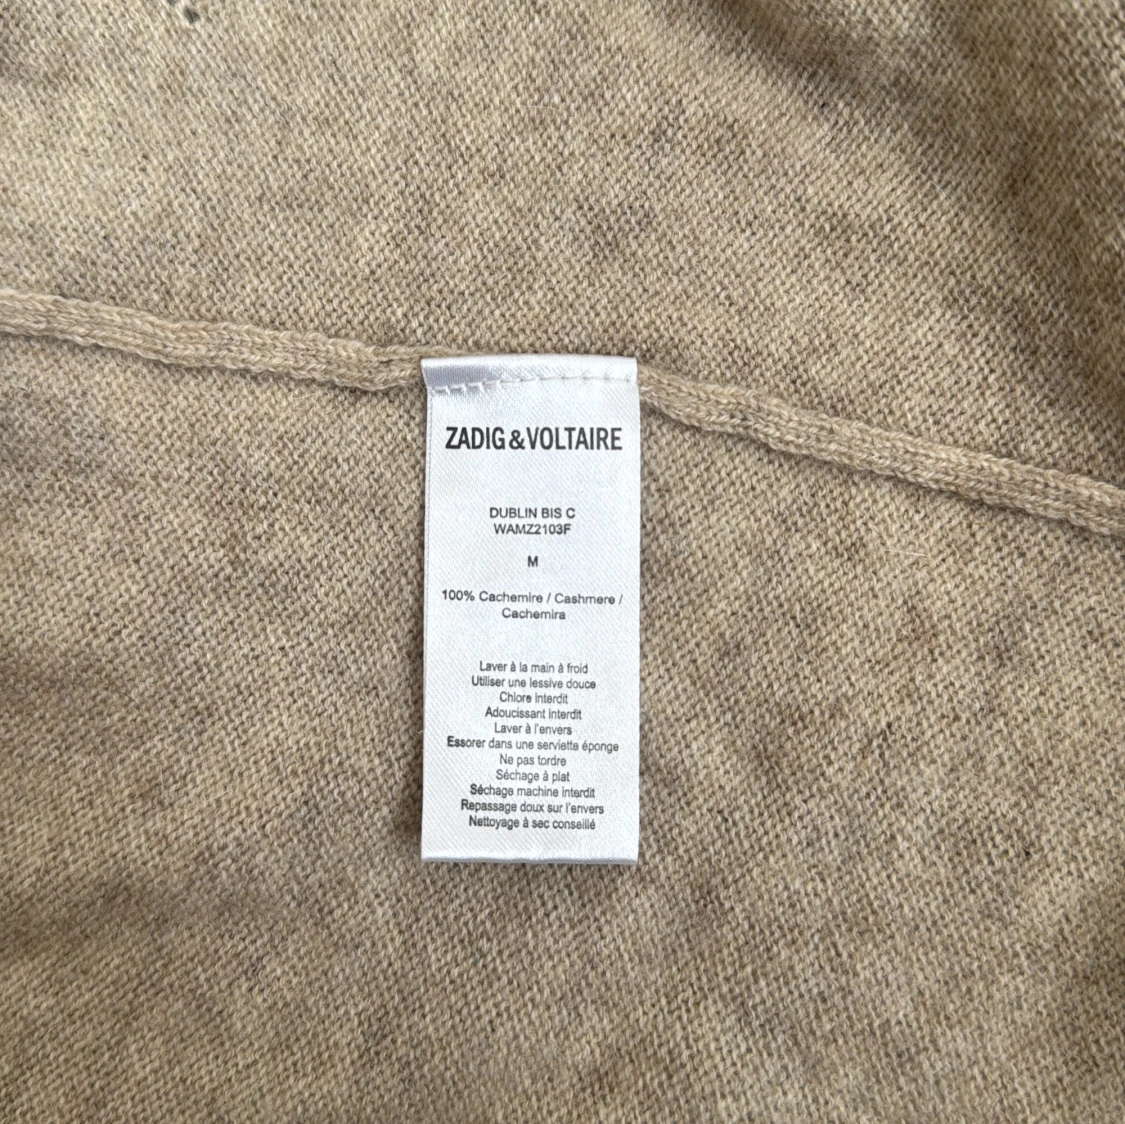 ZADIG&VOLTAIRE
DUBLIN BIS C
WAMZ2103F
M
100% Cachemire / Cashmere /
Cachemira
Laver à la main à froid
Utiliser une lessive douce
Chlore interdit
Adoucissant interdit
Laver à l'envers
Essorer dans une serviette éponge
Ne pas tordre
Séchage à plat
Séchage machine interdit
Repassage doux sur l'envers
Nettoyage à sec conseillé